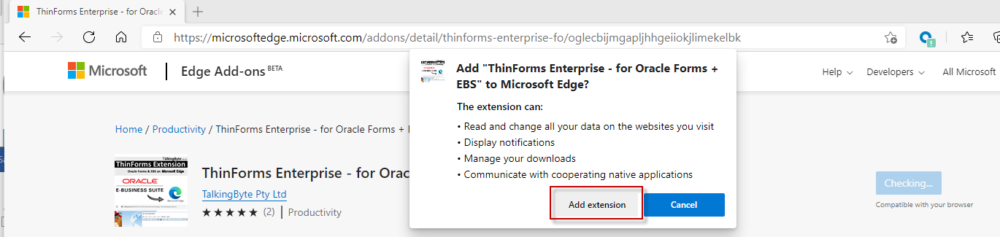 ThinForms Enterprise - for Oracle
https://microsoftedge.microsoft.com/addons/detail/thinforms-enterprise-fo/oglecbijmgapljhhgeiiokjlimekelbk
Microsoft
Edge Add-ons BETA
Help
Developers
All Microsoft
Add "ThinForms Enterprise - for Oracle Forms +
EBS" to Microsoft Edge?
The extension can:
• Read and change all your data on the websites you visit
• Display notifications
• Manage your downloads
• Communicate with cooperating native applications
Add extension
Cancel
Home / Productivity / ThinForms Enterprise - for Oracle Forms +
TalkingByte
ThinForms Extension
Oracle Forms & EBS on Microsoft Edge
ORACLE
E-BUSINESS SUITE
ThinForms Enterprise - for Orac
TalkingByte Pty Ltd
★★★★★ (2) | Productivity
Checking...
Compatible with your browser